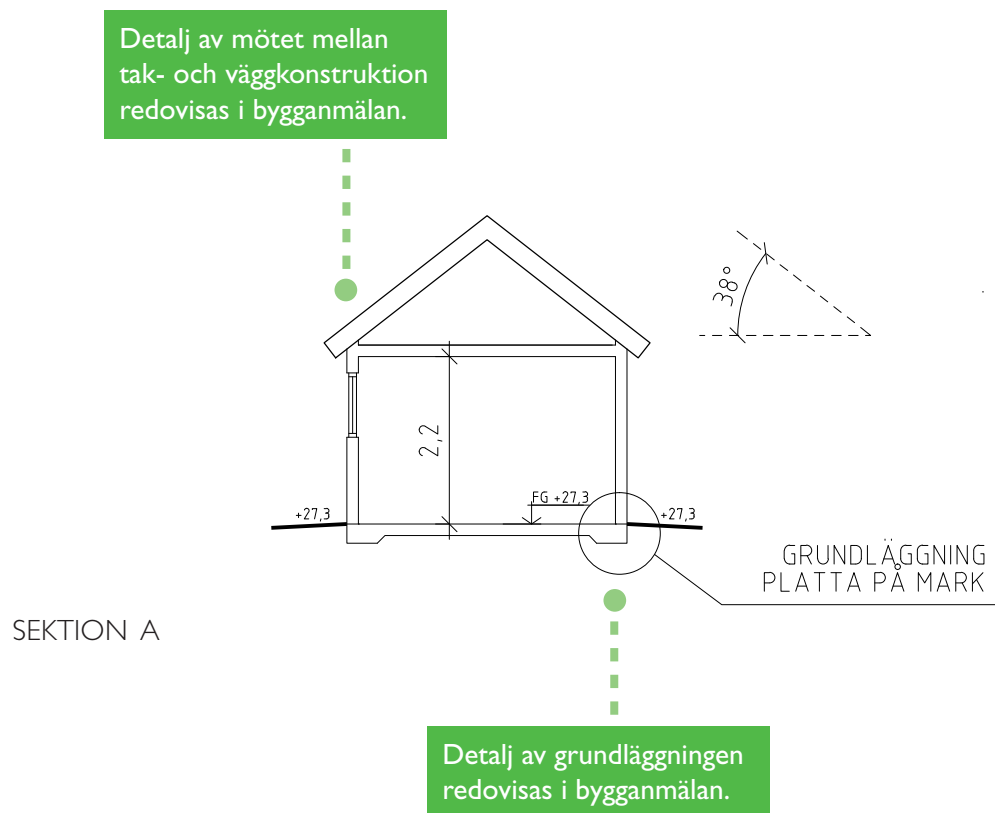 Detalj av mötet mellan
tak- och väggkonstruktion
redovisas i bygganmälan.
38°
2,2
FG +27,3
+27,3
+27,3
GRUNDLÄGGNING
PLATTA PÅ MARK
SEKTION A
Detalj av grundläggningen
redovisas i bygganmälan.